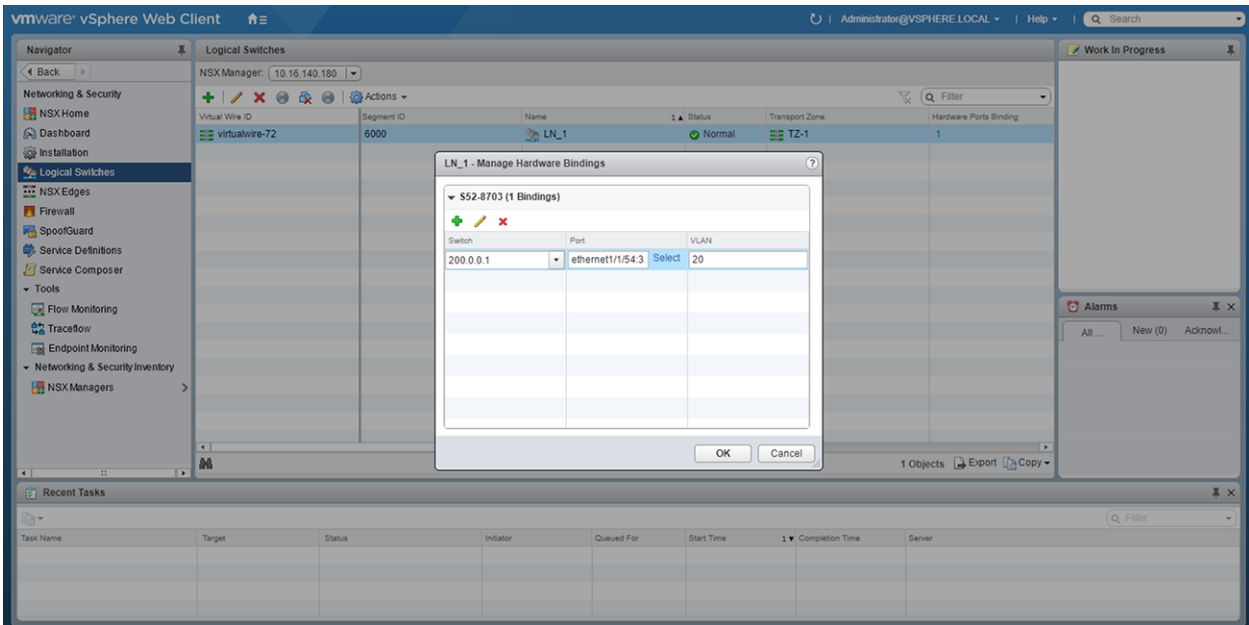 vmware® vSphere Web Client
Administrator@VSPHERE.LOCAL
Help
Search
Navigator
Back
Networking & Security
NSX Home
Dashboard
Installation
Logical Switches
NSX Edges
Firewall
SpoofGuard
Service Definitions
Service Composer
Tools
Flow Monitoring
Traceflow
Endpoint Monitoring
Networking & Security Inventory
NSX Managers
Logical Switches
NSX Manager: 10.16.140.180
Actions
Filter
Virtual Wire ID Segment ID Name 1 Status Transport Zone Hardware Ports Binding
virtualwire-72 6000 LN_1 Normal TZ-1 1
LN_1 - Manage Hardware Bindings ?
S52-8703 (1 Bindings)
Switch Port VLAN
200.0.0.1 ethernet1/1/54:3 Select 20
OK Cancel
1 Objects Export Copy
Work In Progress
Alarms
All ... New (0) Acknowl...
Recent Tasks
Filter
Task Name Target Status Initiator Queued For Start Time 1 Completion Time Server